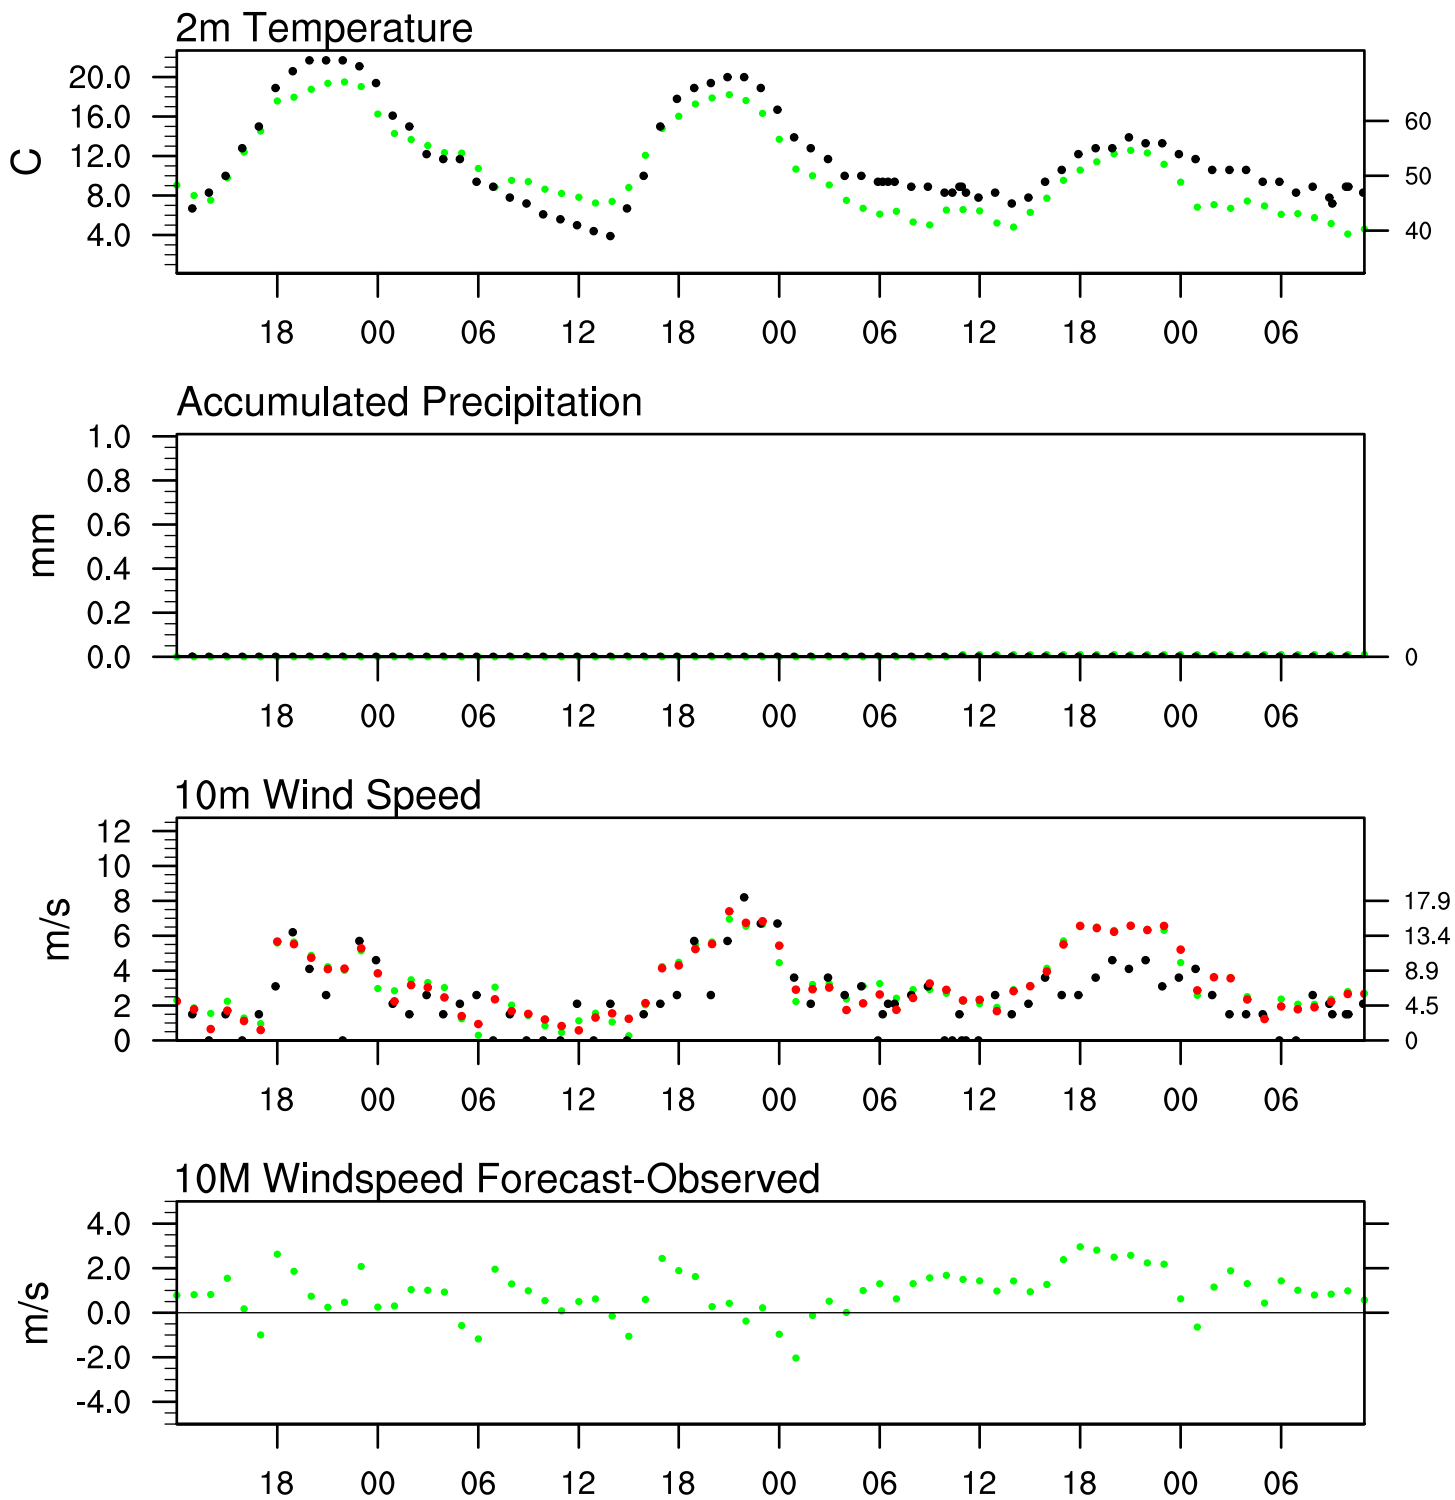 2m Temperature
C
20.0
16.0
12.0
8.0
4.0
60
50
40
18 00 06 12 18 00 06 12 18 00 06
Accumulated Precipitation
mm
1.0
0.8
0.6
0.4
0.2
0.0
0
18 00 06 12 18 00 06 12 18 00 06
10m Wind Speed
m/s
12
10
8
6
4
2
0
17.9
13.4
8.9
4.5
0
18 00 06 12 18 00 06 12 18 00 06
10M Windspeed Forecast-Observed
m/s
4.0
2.0
0.0
-2.0
-4.0
18 00 06 12 18 00 06 12 18 00 06